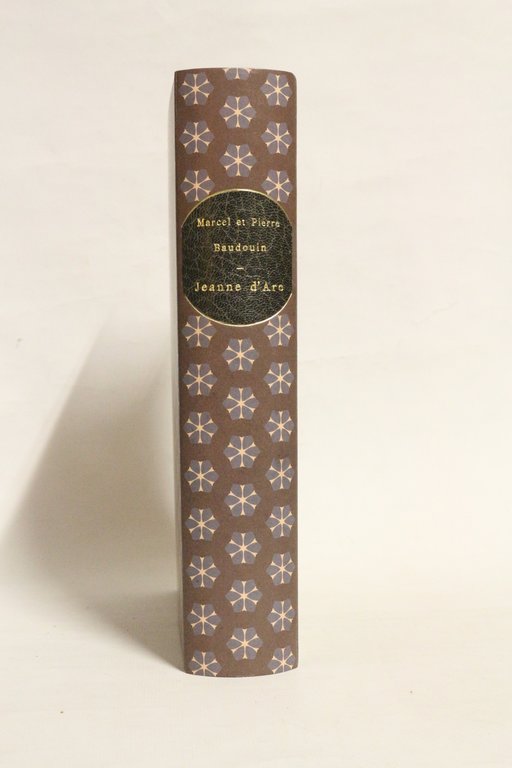 Marcel et Pierre
Baudouin
—
Jeanne d'Arc